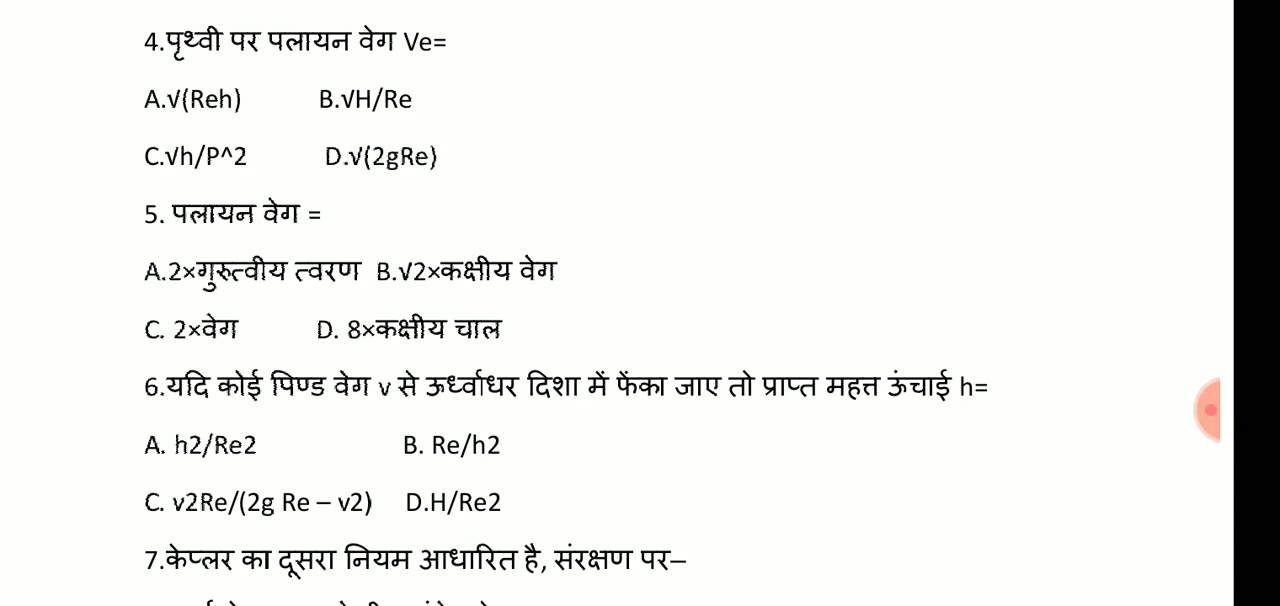 4.पृथ्वी पर पलायन वेग Ve=
A.√(Reh) B.√H/Re
C.√h/P^2 D.√(2gRe)
5. पलायन वेग =
A.2×गुरुत्वीय त्वरण B.√2×कक्षीय वेग
C. 2×वेग D. 8×कक्षीय चाल
6.यदि कोई पिण्ड वेग v से ऊर्ध्वाधर दिशा में फेंका जाए तो प्राप्त महत्त ऊंचाई h=
A. h2/Re2 B. Re/h2
C. v2Re/(2g Re – v2) D.H/Re2
7.केप्लर का दूसरा नियम आधारित है, संरक्षण पर–